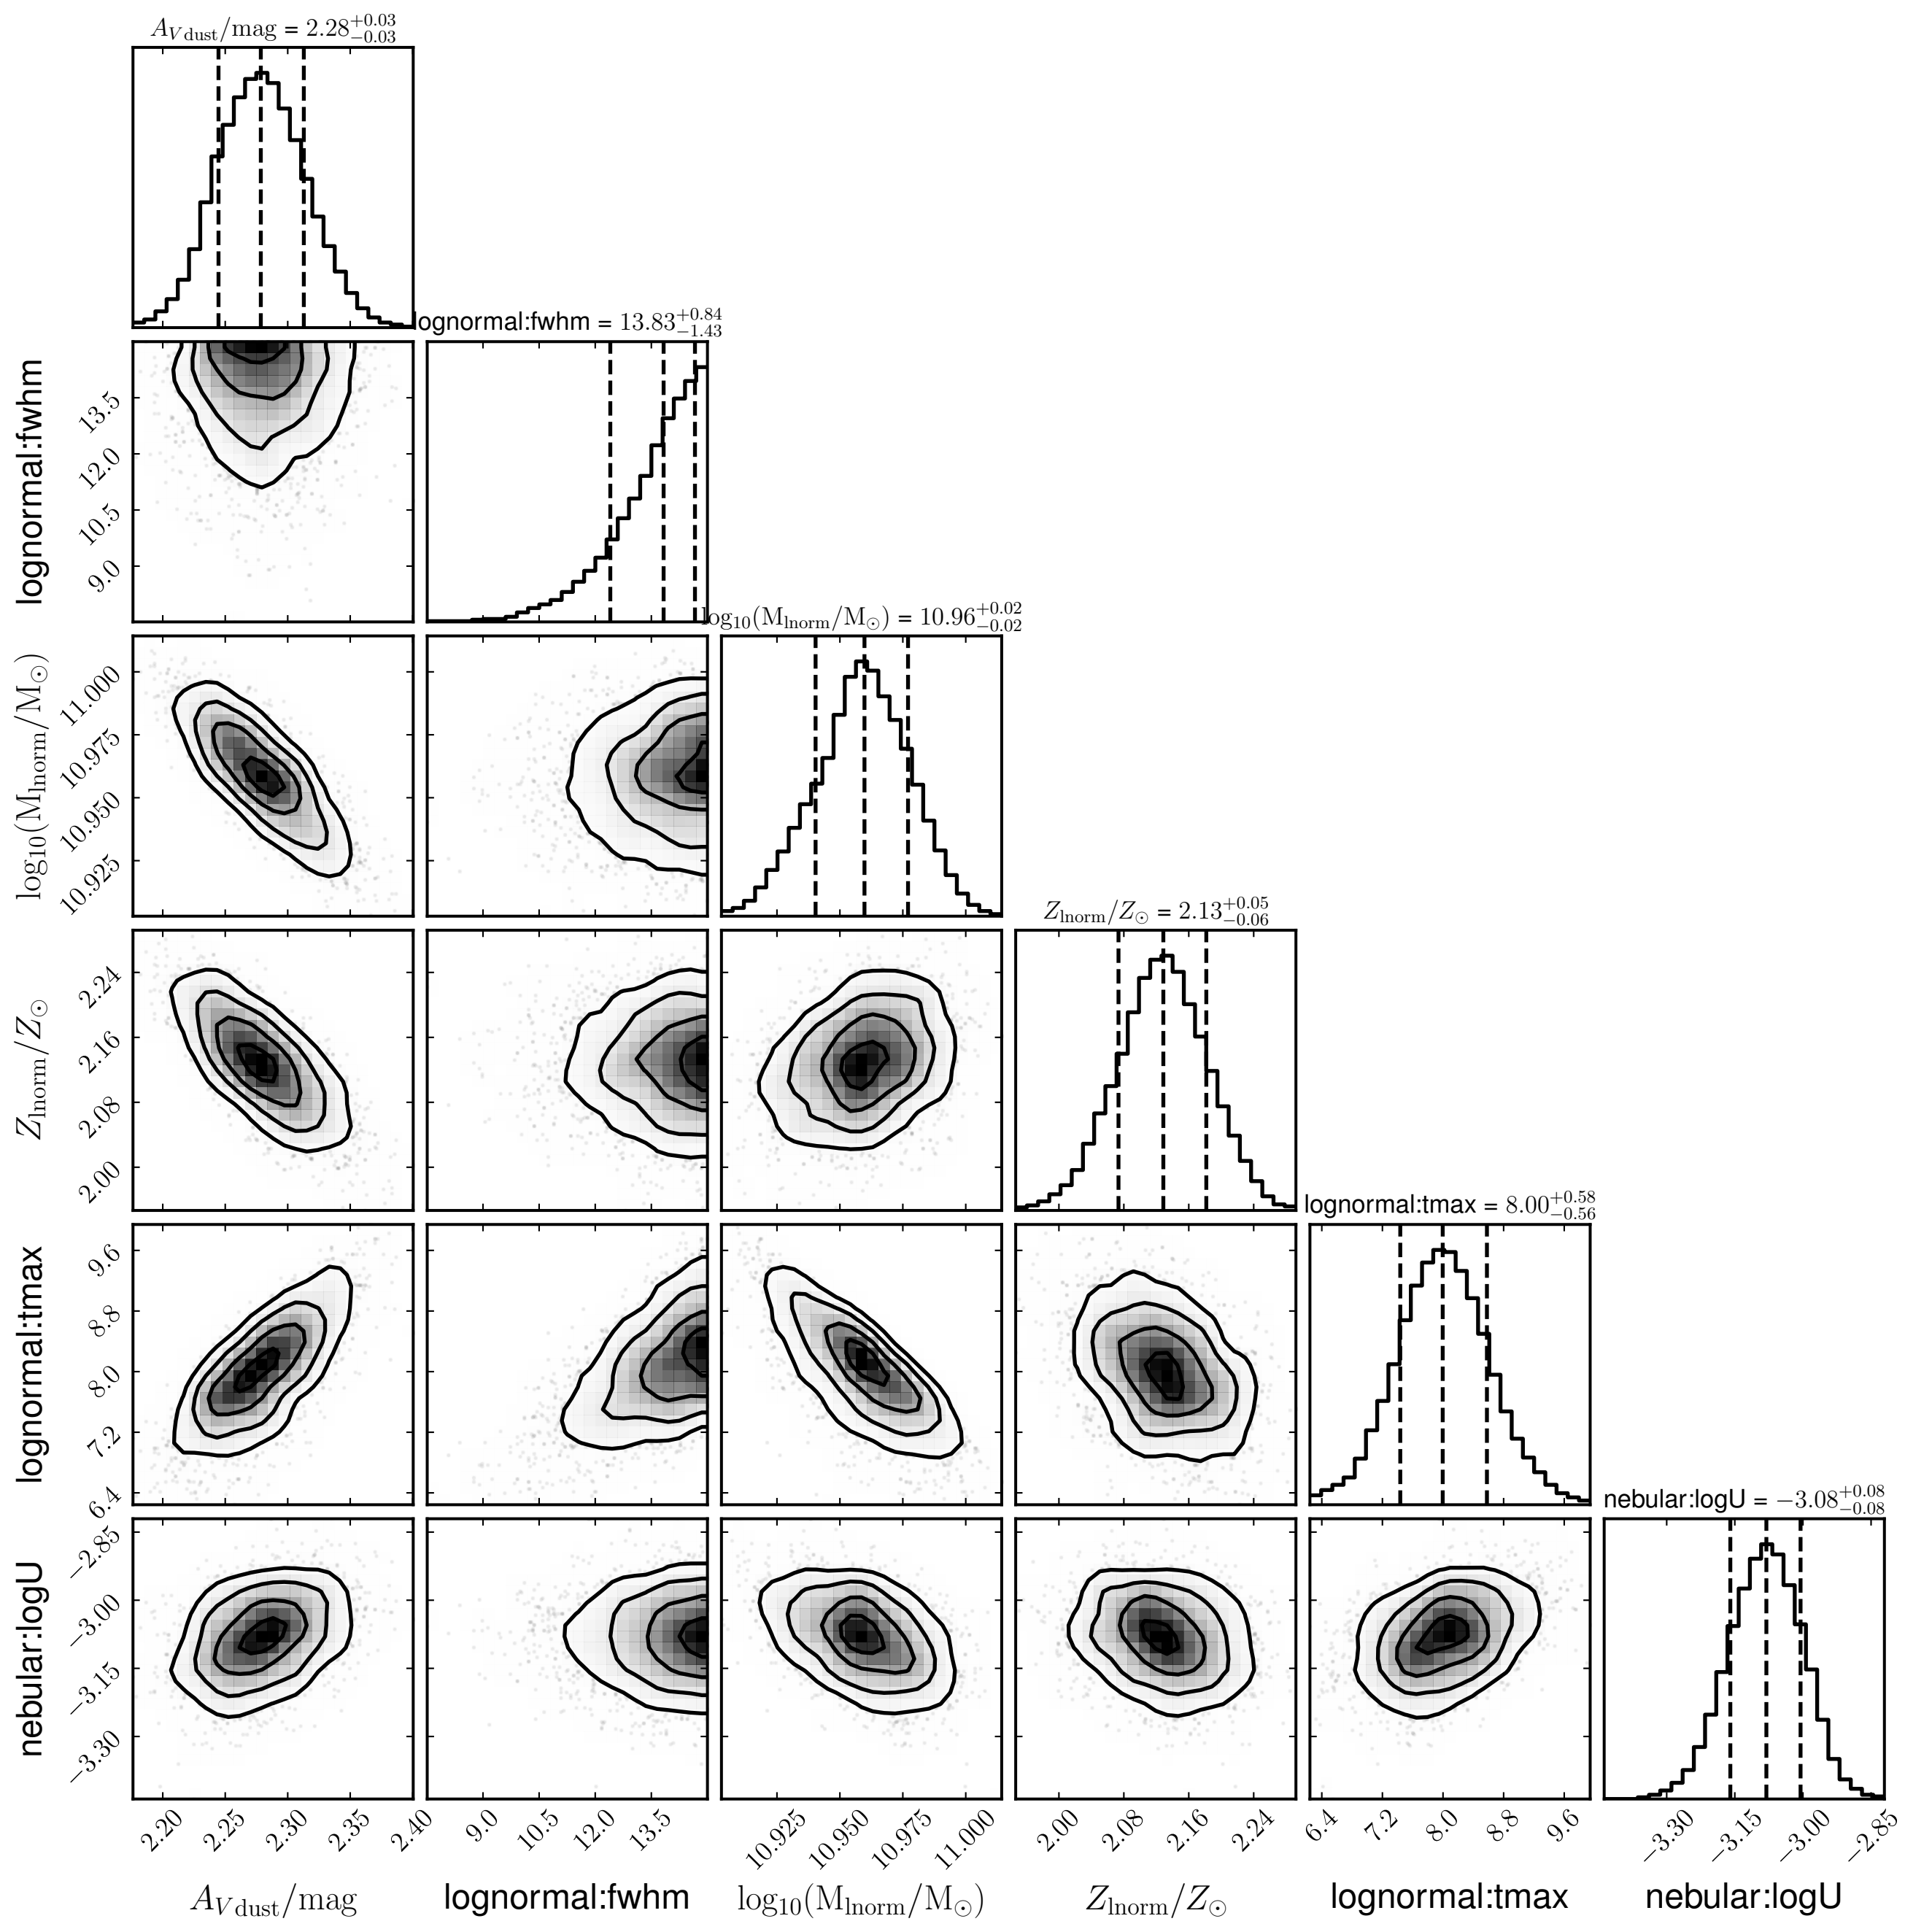 A_V dust/mag = 2.28^{+0.03}_{−0.03}
lognormal:fwhm = 13.83^{+0.84}_{−1.43}
lognormal:fwhm
13.5
12.0
10.5
9.0
log₁₀(M_lnorm/M_⊙) = 10.96^{+0.02}_{−0.02}
log₁₀(M_lnorm/M_⊙)
11.000
10.975
10.950
10.925
Z_lnorm/Z_⊙ = 2.13^{+0.05}_{−0.06}
Z_lnorm/Z_⊙
2.24
2.16
2.08
2.00
lognormal:tmax = 8.00^{+0.58}_{−0.56}
lognormal:tmax
9.6
8.8
8.0
7.2
6.4
nebular:logU = −3.08^{+0.08}_{−0.08}
nebular:logU
−2.85
−3.00
−3.15
−3.30
2.20 2.25 2.30 2.35 2.40 9.0 10.5 12.0 13.5 10.925 10.950 10.975 11.000 2.00 2.08 2.16 2.24 6.4 7.2 8.0 8.8 9.6 −3.30 −3.15 −3.00 −2.85
A_V dust/mag lognormal:fwhm log₁₀(M_lnorm/M_⊙) Z_lnorm/Z_⊙ lognormal:tmax nebular:logU